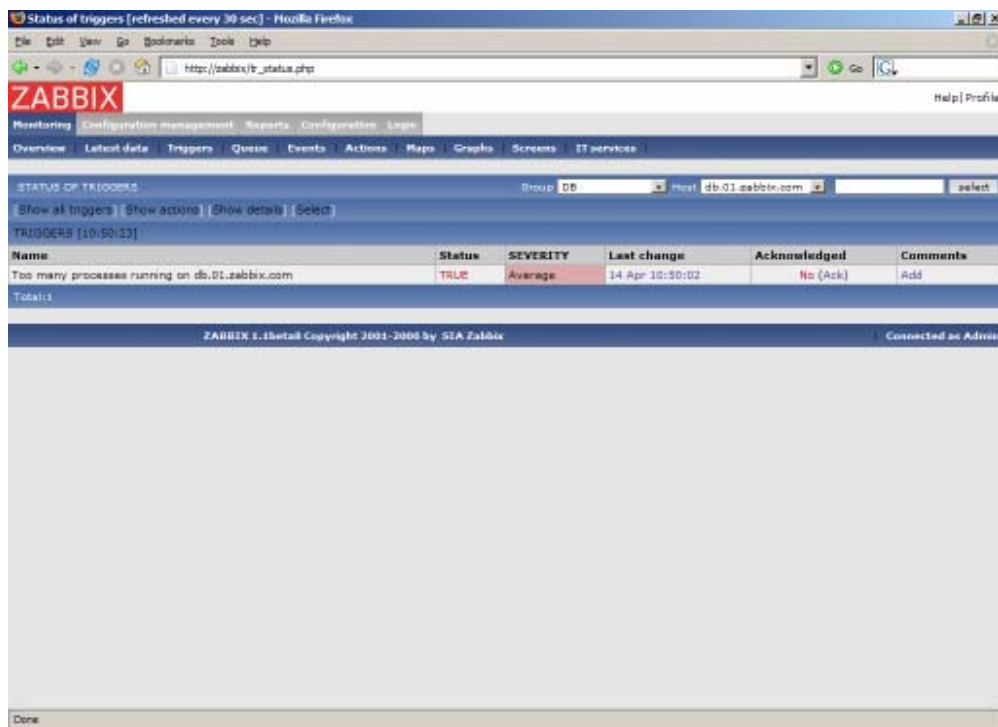 Status of triggers [refreshed every 30 sec] - Mozilla Firefox
File Edit View Go Bookmarks Tools Help
http://zabbix/tr_status.php Go
ZABBIX Help | Profile
Monitoring Configuration management Reports Configuration Login
Overview Latest data Triggers Queue Events Actions Maps Graphs Screens IT services
STATUS OF TRIGGERS Group DB Host db.01.zabbix.com select
[Show all triggers] [Show actions] [Show details] [Select]
TRIGGERS [10:50:23]
Name Status SEVERITY Last change Acknowledged Comments
Too many processes running on db.01.zabbix.com TRUE Average 14 Apr 10:50:02 No (Ack) Add
Total:1
ZABBIX Copyright 2001-2006 by SIA Zabbix Connected as Admin
Done